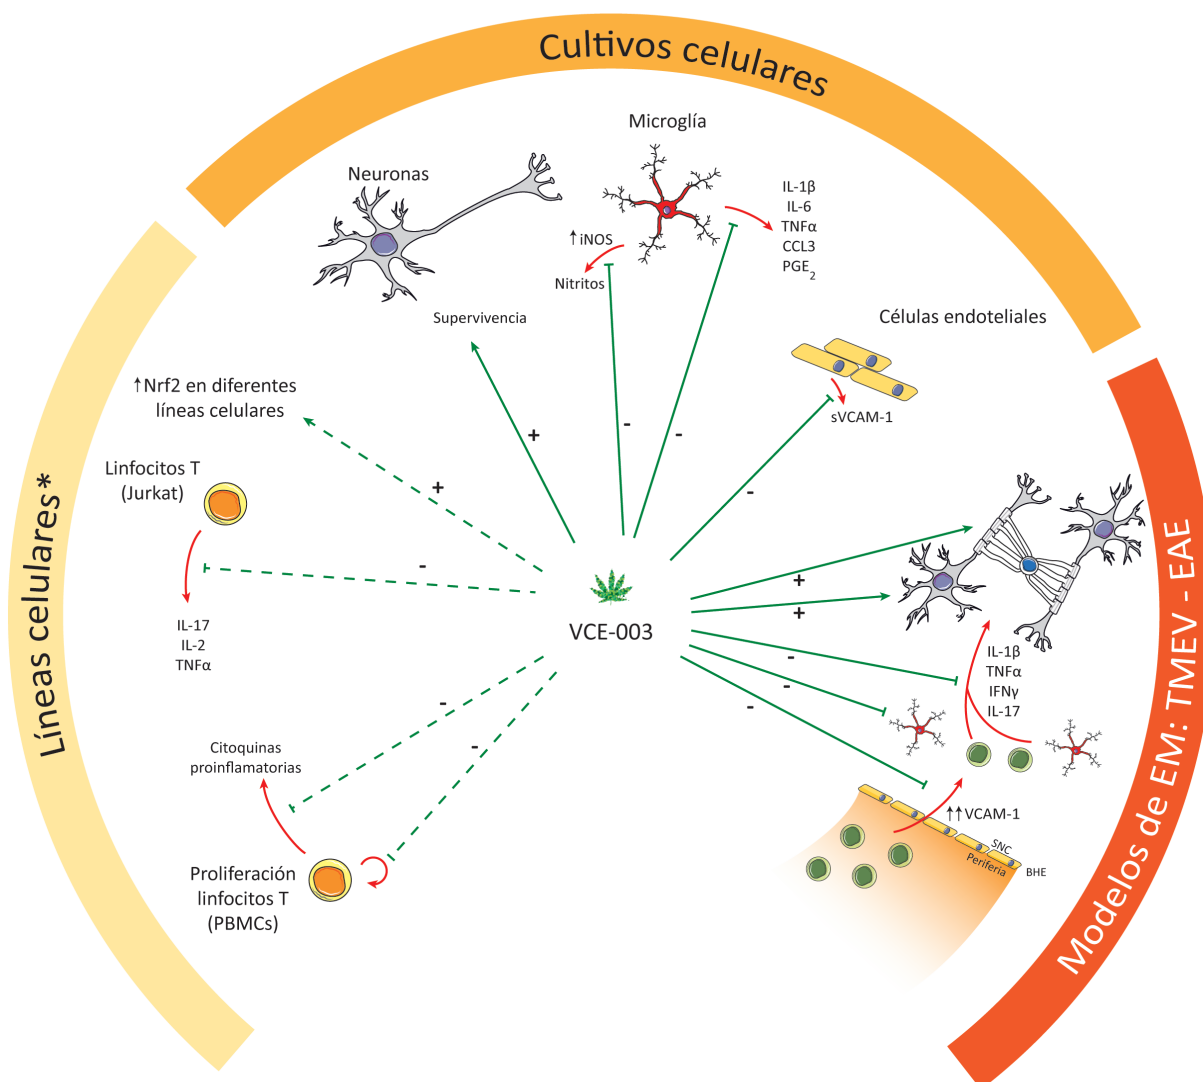 Cultivos celulares
Microglía
Neuronas
IL-1β
IL-6
TNFα
CCL3
PGE2
↑iNOS
Nitritos
Supervivencia
Células endoteliales
sVCAM-1
↑Nrf2 en diferentes
líneas celulares
Linfocitos T
(Jurkat)
IL-17
IL-2
TNFα
Líneas celulares*
+
-
-
-
+
-
+
+
-
-
-
-
-
VCE-003
IL-1β
TNFα
IFNγ
IL-17
Citoquinas
proinflamatorias
Proliferación
linfocitos T
(PBMCs)
↑↑VCAM-1
SNC
Periferia
BHE
Modelos de EM: TMEV - EAE